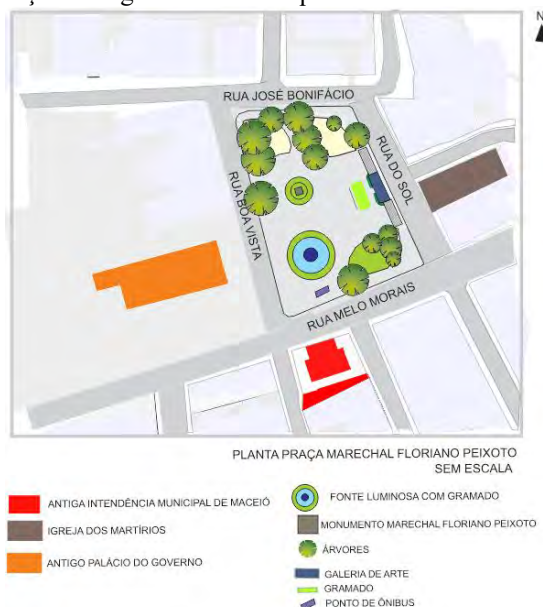 N
RUA JOSÉ BONIFÁCIO
RUA DO SOL
RUA BOA VISTA
RUA MELO MORAIS
PLANTA PRAÇA MARECHAL FLORIANO PEIXOTO
SEM ESCALA
ANTIGA INTENDÊNCIA MUNICIPAL DE MACEIÓ
IGREJA DOS MARTÍRIOS
ANTIGO PALÁCIO DO GOVERNO
FONTE LUMINOSA COM GRAMADO
MONUMENTO MARECHAL FLORIANO PEIXOTO
ÁRVORES
GALERIA DE ARTE
GRAMADO
PONTO DE ÔNIBUS